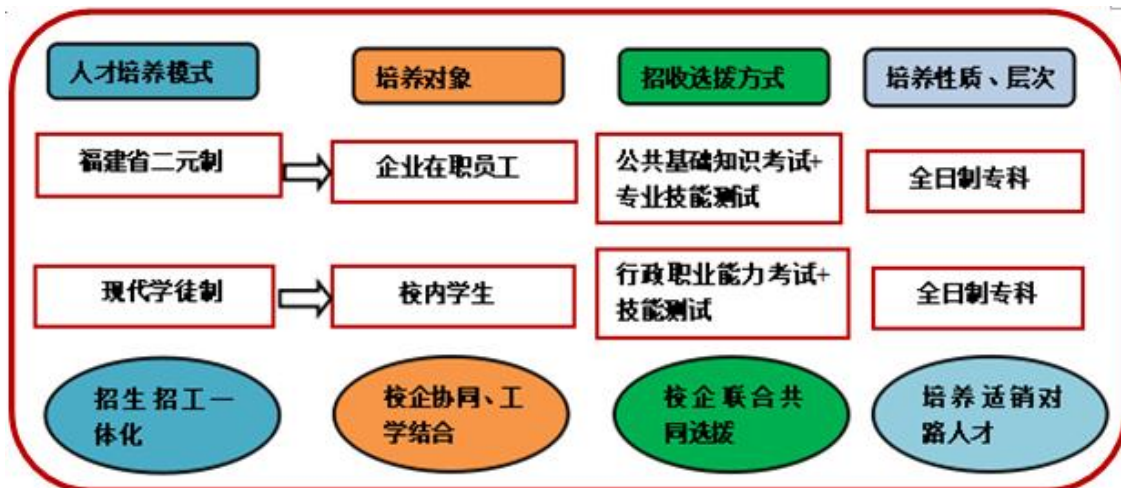 人才培养模式
培养对象
招收选拨方式
培养性质、层次
福建省二元制
企业在职员工
公共基础知识考试+
专业技能测试
全日制专科
现代学徒制
校内学生
行政职业能力考试+
技能测试
全日制专科
招生招工一
体化
校企协同、工
学结合
校企联合共
同选拨
培养适销对
路人才